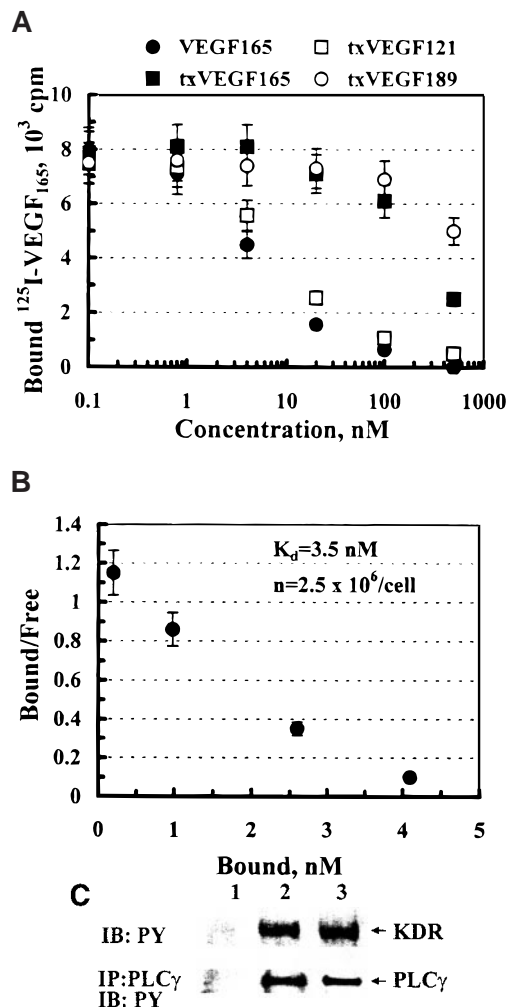 A
● VEGF165 □ txVEGF121
■ txVEGF165 ○ txVEGF189
Bound ¹²⁵I-VEGF₁₆₅, 10³ cpm
10
8
6
4
2
0
0.1 1 10 100 1000
Concentration, nM
B
Bound/Free
1.4
1.2
1
0.8
0.6
0.4
0.2
0
K_d=3.5 nM
n=2.5 x 10⁶/cell
0 1 2 3 4 5
Bound, nM
C 1 2 3
IB: PY ← KDR
IP:PLCγ ← PLCγ
IB: PY